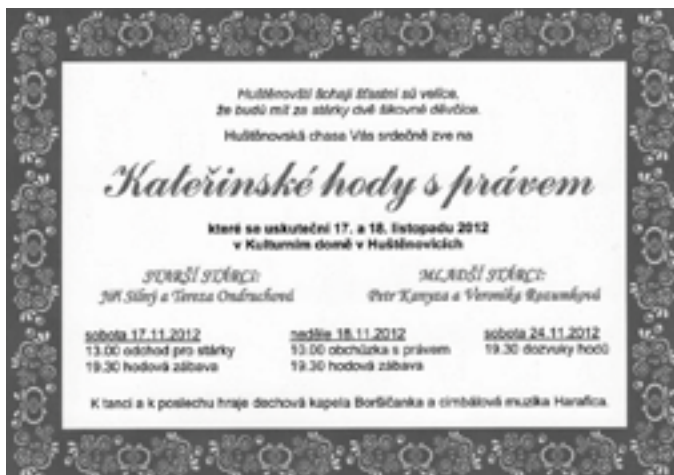 Huštěnovští šohaji šťastní sú velice,
že budú mít za stárky dvě šikovné děvčice.
Huštěnovská chasa Vás srdečně zve na
Kateřinské hody s právem
které se uskuteční 17. a 18. listopadu 2012
v Kulturním domě v Huštěnovicích
STARŠÍ STÁRCI:
Jiří Silný a Tereza Ondruchová
MLADŠÍ STÁRCI:
Petr Kanyza a Veronika Rozumková
sobota 17.11.2012
13.00 odchod pro stárky
19.30 hodová zábava
neděle 18.11.2012
13.00 obchůzka s právem
19.30 hodová zábava
sobota 24.11.2012
19.30 dozvuky hodů
K tanci a k poslechu hraje dechová kapela Boršičanka a cimbálová muzika Harafica.